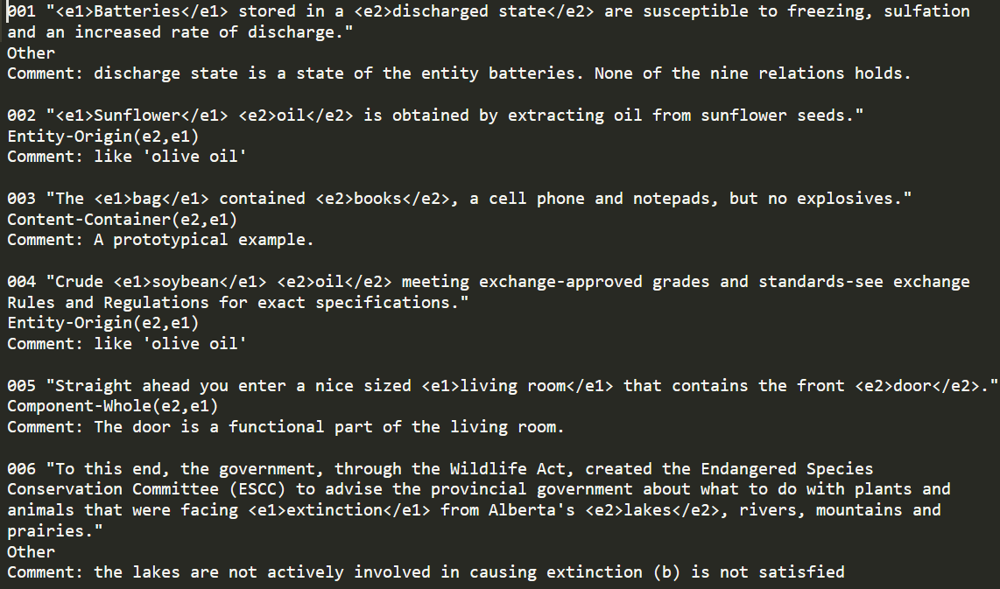 001 "<e1>Batteries</e1> stored in a <e2>discharged state</e2> are susceptible to freezing, sulfation
and an increased rate of discharge."
Other
Comment: discharge state is a state of the entity batteries. None of the nine relations holds.
002 "<e1>Sunflower</e1> <e2>oil</e2> is obtained by extracting oil from sunflower seeds."
Entity-Origin(e2,e1)
Comment: like 'olive oil'
003 "The <e1>bag</e1> contained <e2>books</e2>, a cell phone and notepads, but no explosives."
Content-Container(e2,e1)
Comment: A prototypical example.
004 "Crude <e1>soybean</e1> <e2>oil</e2> meeting exchange-approved grades and standards-see exchange
Rules and Regulations for exact specifications."
Entity-Origin(e2,e1)
Comment: like 'olive oil'
005 "Straight ahead you enter a nice sized <e1>living room</e1> that contains the front <e2>door</e2>."
Component-Whole(e2,e1)
Comment: The door is a functional part of the living room.
006 "To this end, the government, through the Wildlife Act, created the Endangered Species
Conservation Committee (ESCC) to advise the provincial government about what to do with plants and
animals that were facing <e1>extinction</e1> from Alberta's <e2>lakes</e2>, rivers, mountains and
prairies."
Other
Comment: the lakes are not actively involved in causing extinction (b) is not satisfied